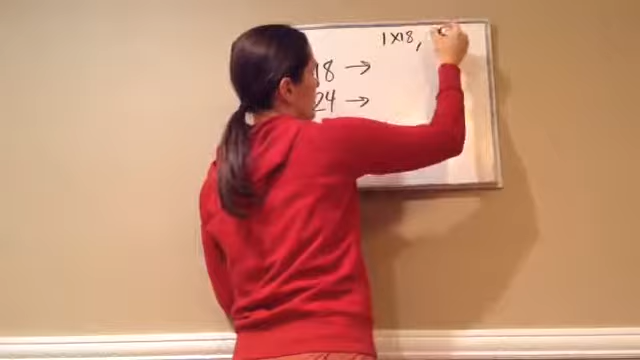 1x18,
18 →
24 →